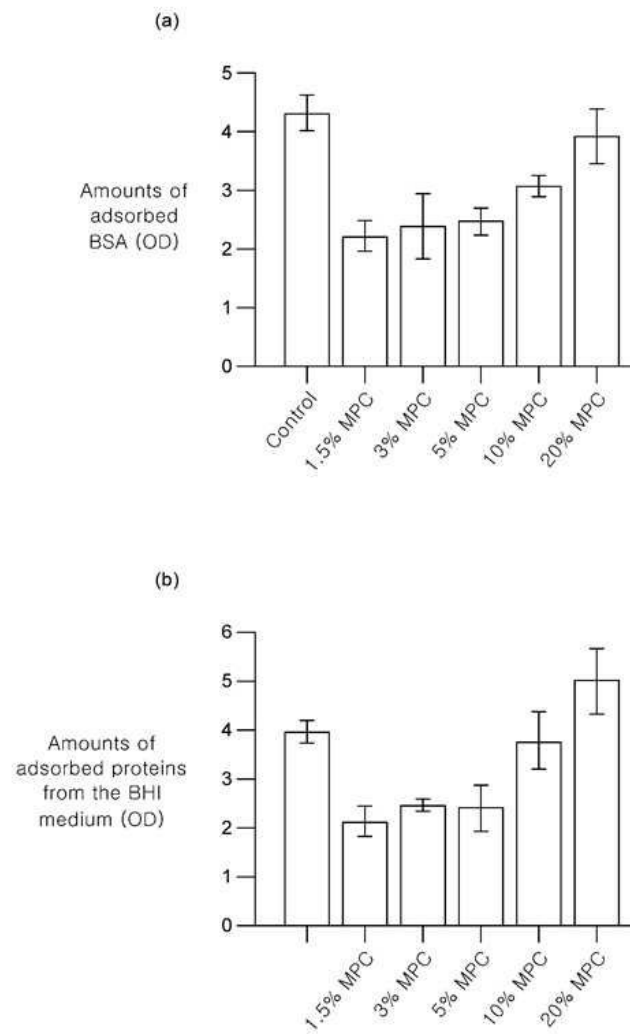 (a)
5
4
3
2
1
0
Amounts of
adsorbed
BSA (OD)
Control
1.5% MPC
3% MPC
5% MPC
10% MPC
20% MPC
(b)
6
5
4
3
2
1
0
Amounts of
adsorbed proteins
from the BHI
medium (OD)
1.5% MPC
3% MPC
5% MPC
10% MPC
20% MPC